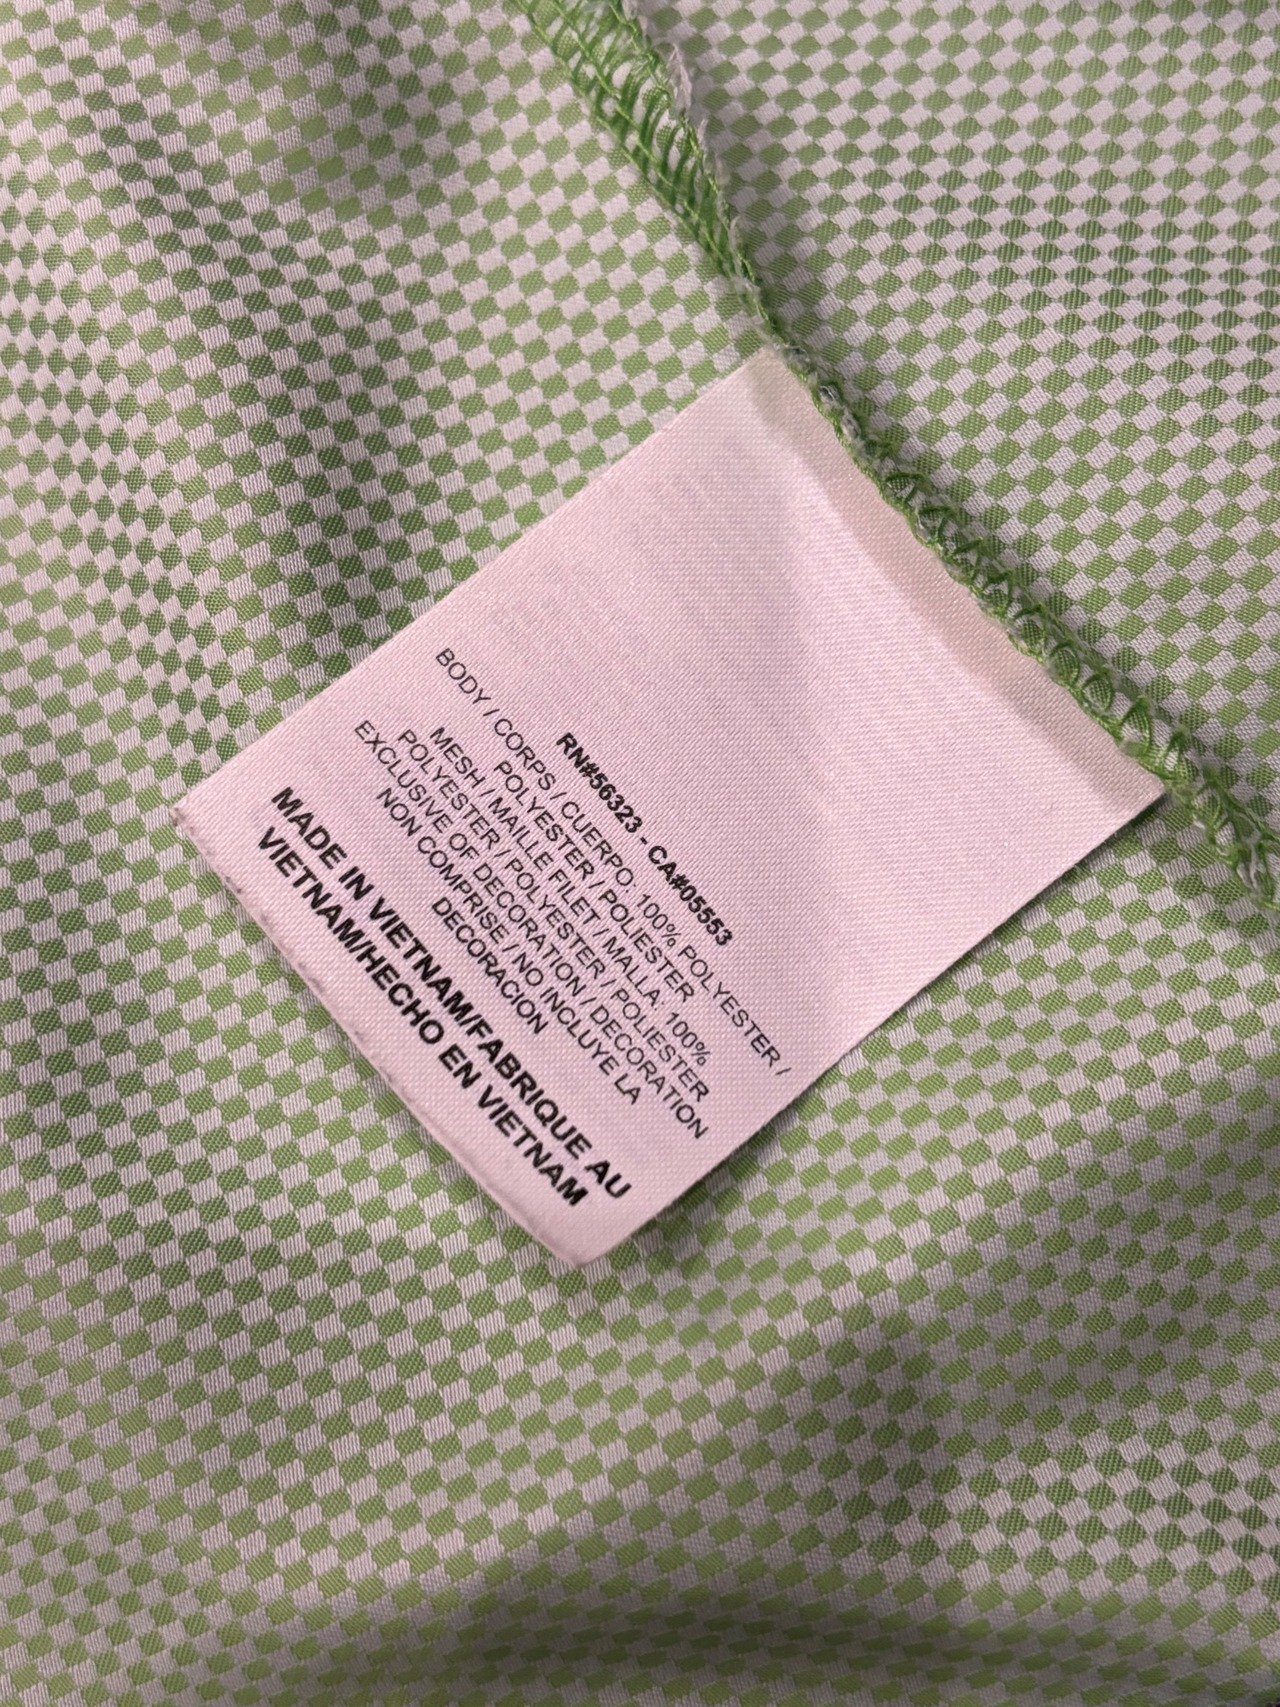 RN#56323 - CA#05553
BODY / CORPS / CUERPO: 100% POLYESTER /
POLYESTER / POLIESTER
MESH / MAILLE FILET / MALLA: 100%
POLYESTER / POLYESTER / POLIESTER
EXCLUSIVE OF DECORATION / DECORATION
NON COMPRISE / NO INCLUYE LA
DECORACION
MADE IN VIETNAM/FABRIQUE AU
VIETNAM/HECHO EN VIETNAM